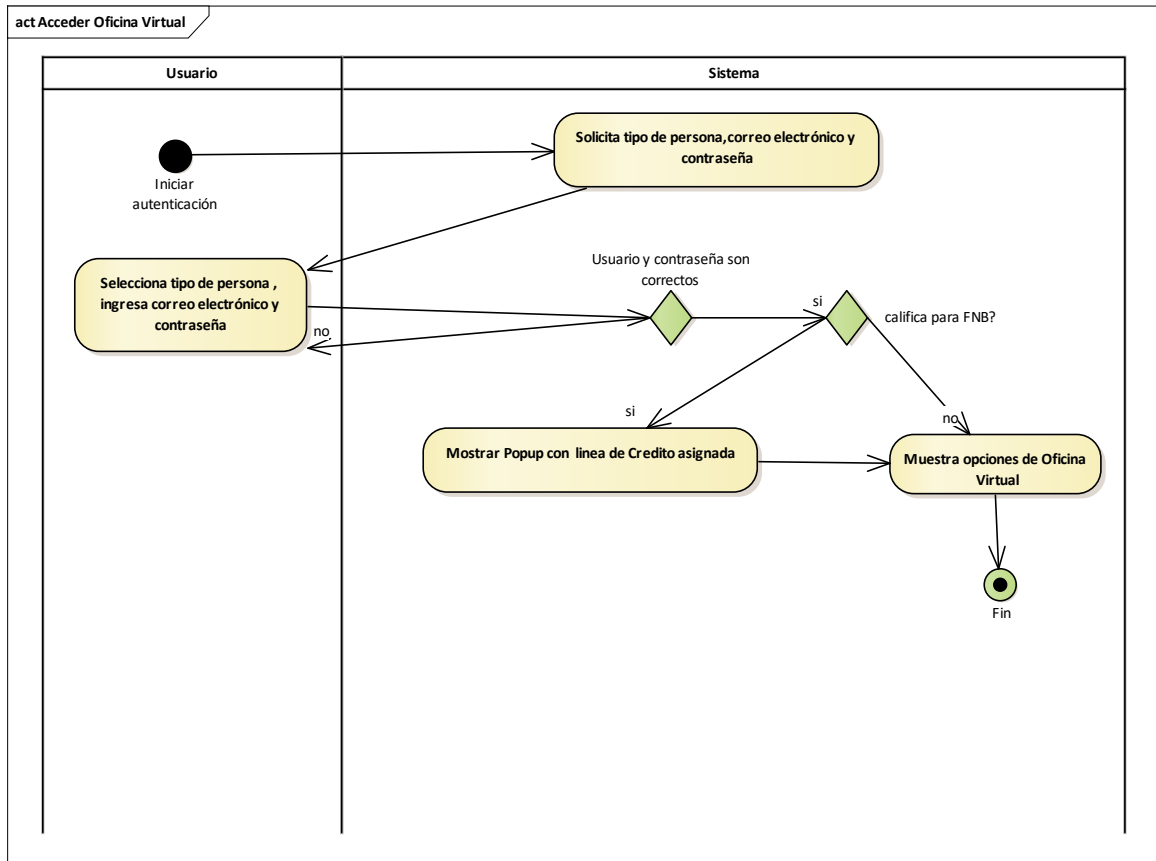 act Acceder Oficina Virtual
Usuario
Sistema
Solicita tipo de persona,correo electrónico y
contraseña
Iniciar
autenticación
Usuario y contraseña son
correctos
Selecciona tipo de persona ,
ingresa correo electrónico y
contraseña
si
califica para FNB?
no
si
no
Mostrar Popup con linea de Credito asignada
Muestra opciones de Oficina
Virtual
Fin